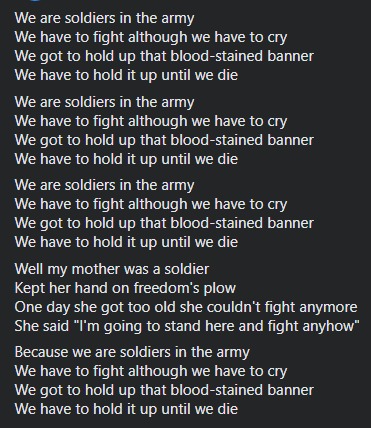 We are soldiers in the army
We have to fight although we have to cry
We got to hold up that blood-stained banner
We have to hold it up until we die
We are soldiers in the army
We have to fight although we have to cry
We got to hold up that blood-stained banner
We have to hold it up until we die
We are soldiers in the army
We have to fight although we have to cry
We got to hold up that blood-stained banner
We have to hold it up until we die
Well my mother was a soldier
Kept her hand on freedom's plow
One day she got too old she couldn't fight anymore
She said "I'm going to stand here and fight anyhow"
Because we are soldiers in the army
We have to fight although we have to cry
We got to hold up that blood-stained banner
We have to hold it up until we die